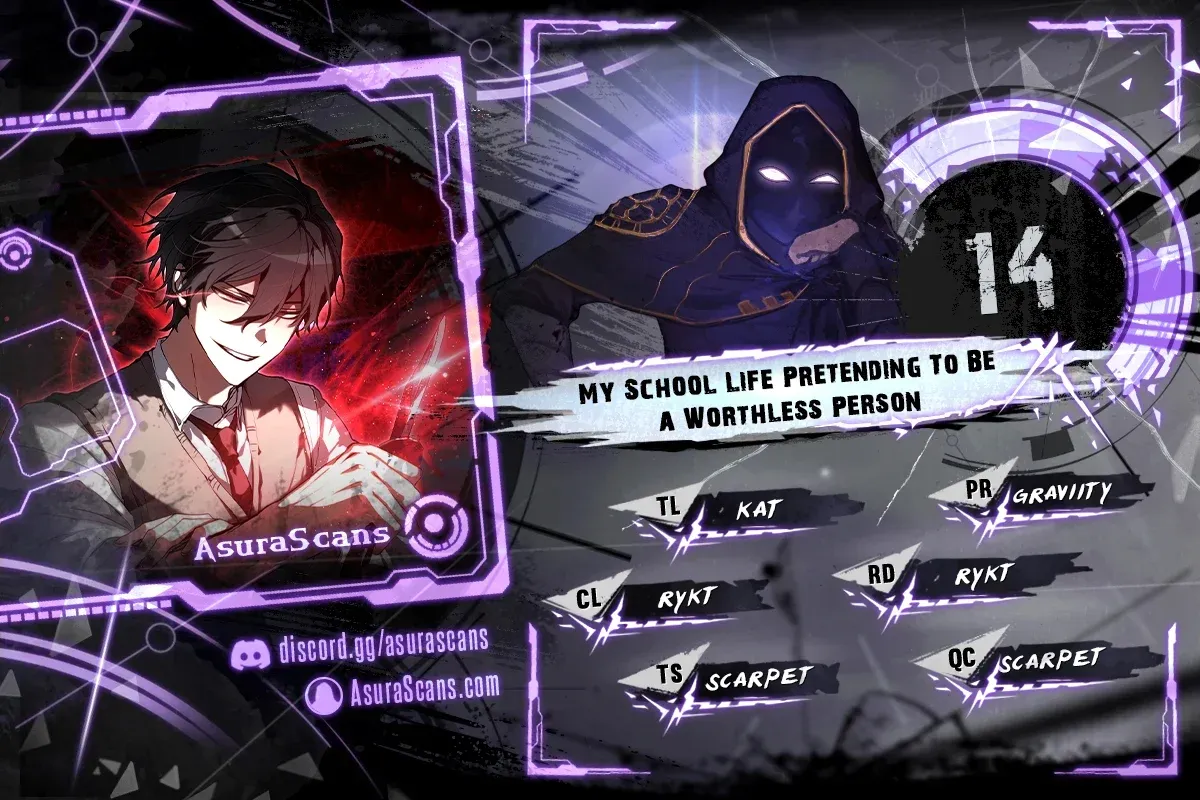 AsuraScans
discord.gg/asurascans
AsuraScans.com
14
My School Life Pretending To Be
a Worthless Person
TL KAT
PR GRAVIITY
CL RYKT
RD RYKT
TS SCARPET
QC SCARPET